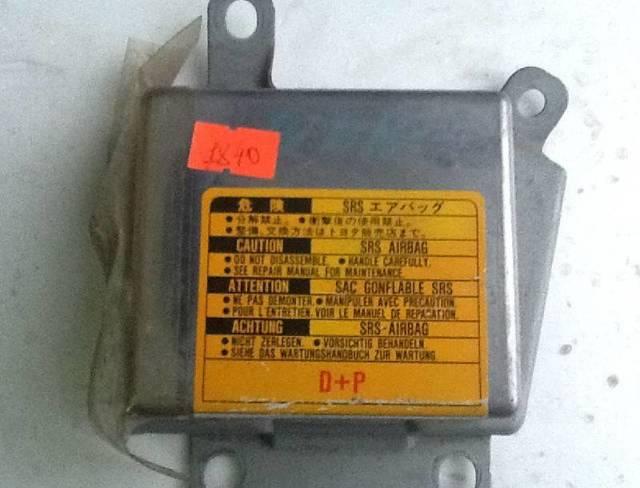 1840
危険 SRS エアバッグ
●分解禁止。●衝撃後の使用禁止。
●整備、交換方法はトヨタ販売店まで。
CAUTION SRS AIRBAG
●DO NOT DISASSEMBLE. ●HANDLE CAREFULLY.
●SEE REPAIR MANUAL FOR MAINTENANCE
ATTENTION SAC GONFLABLE SRS
●NE PAS DEMONTER. ●MANIPULER AVEC PRECAUTION.
●POUR L'ENTRETIEN. VOIR LE MANUEL DE REPACATION.
ACHTUNG SRS-AIRBAG
●NICHT ZERLEGEN. ●VORSICHTIG BEHANDELN
●SIEHE DAS WARTUNGSHANDBUCH ZUR WARTUNG
D+P